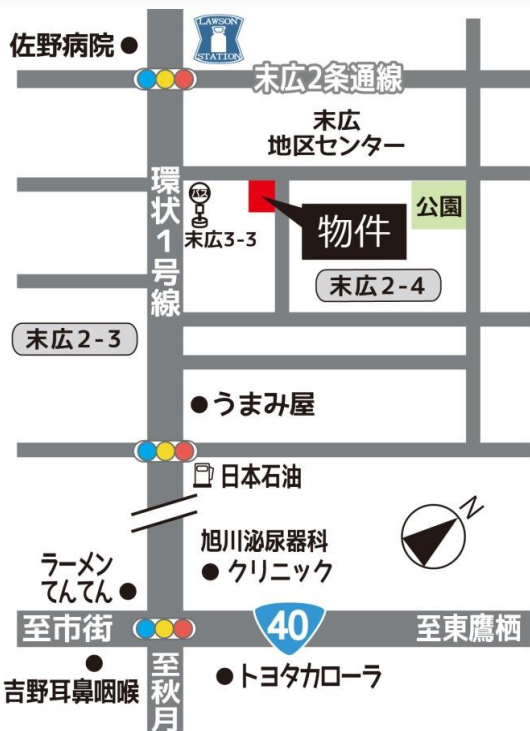 佐野病院
LAWSON
STATION
末広2条通線
末広
地区センター
環状1号線
バス
末広3-3
物件
公園
末広2-4
末広2-3
うまみ屋
日本石油
N
旭川泌尿器科
クリニック
ラーメン
てんてん
至市街
40
至東鷹栖
吉野耳鼻咽喉
至秋月
トヨタカローラ